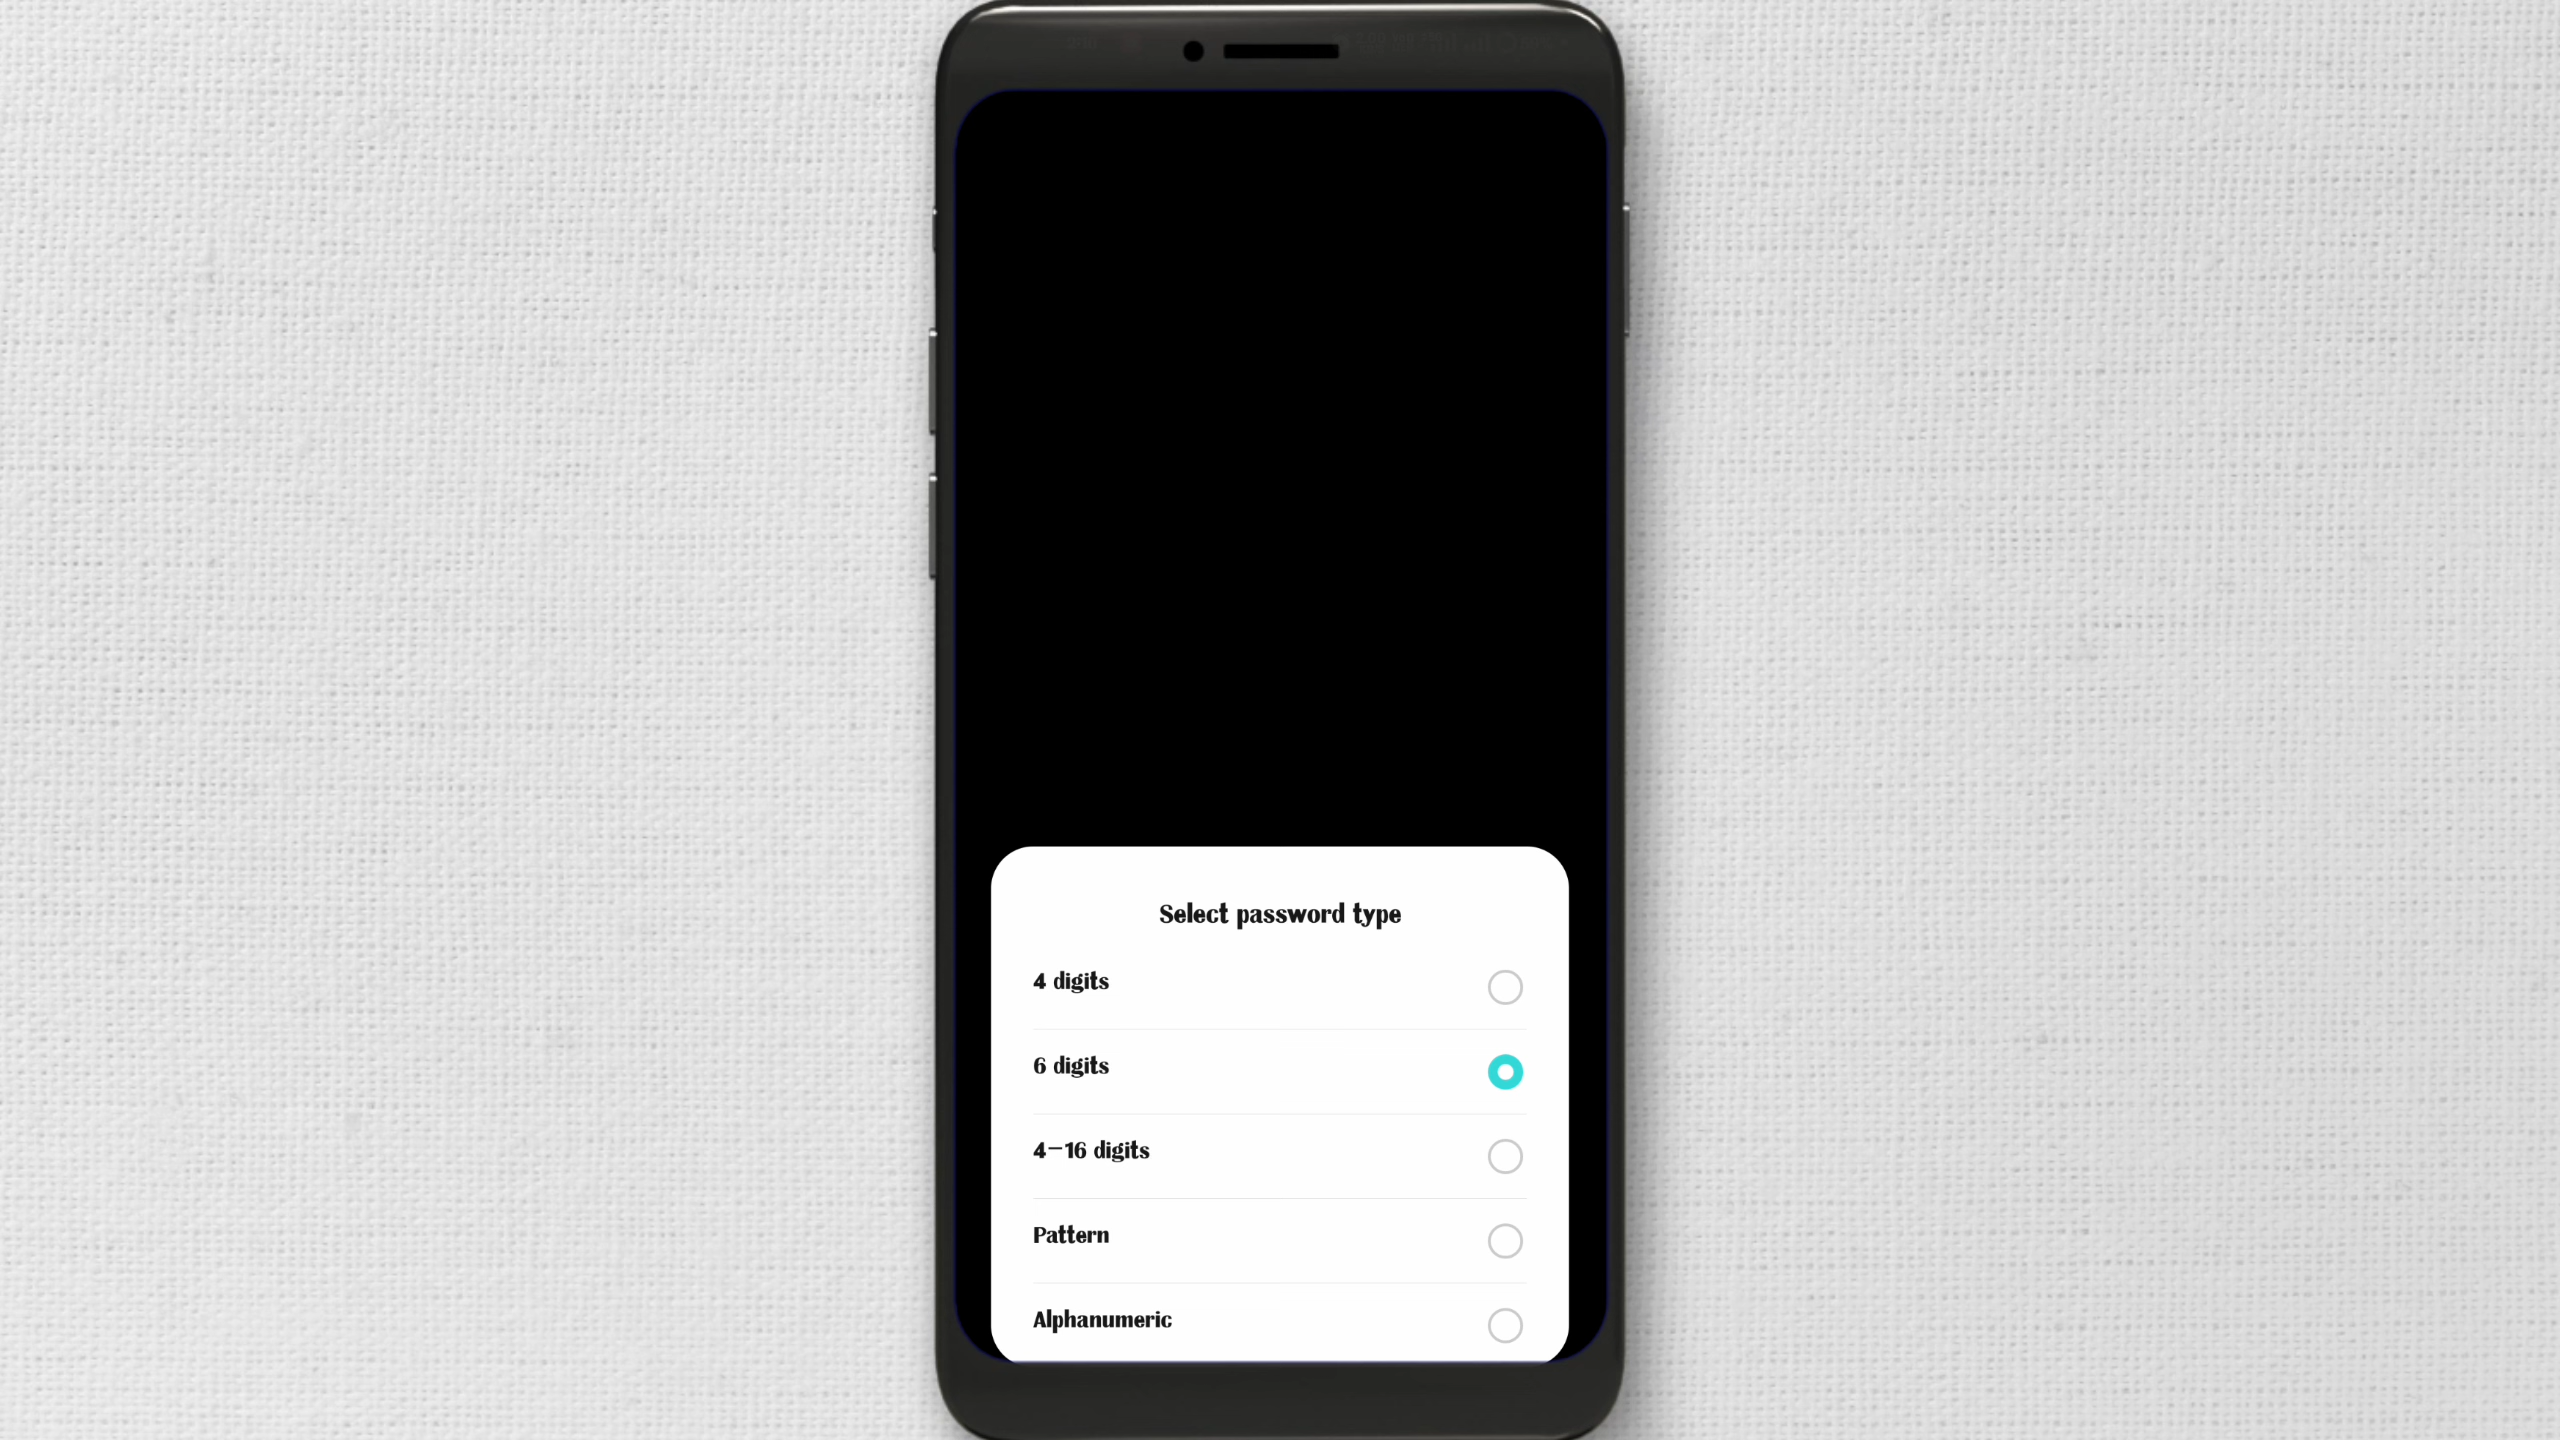 Select password type
4 digits
6 digits
4–16 digits
Pattern
Alphanumeric